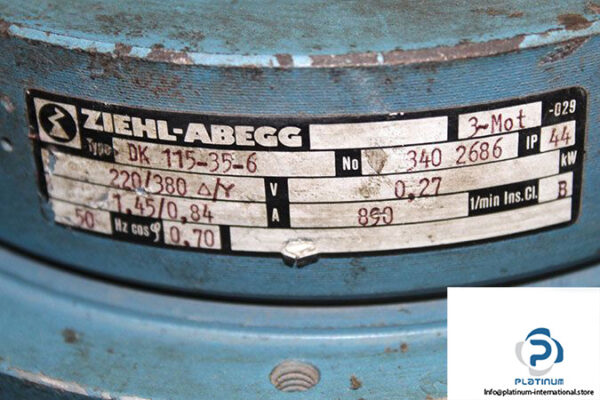 ZIEHL-ABEGG 3~Mot -029
Type DK 115-35-6 No 340 2686 IP 44
220/380 △/Y V 0,27 kW
1,45/0,84 A 890 1/min Ins.Cl. B
50 Hz cosφ 0,70
PLATINUM
Info@platinum-international.store